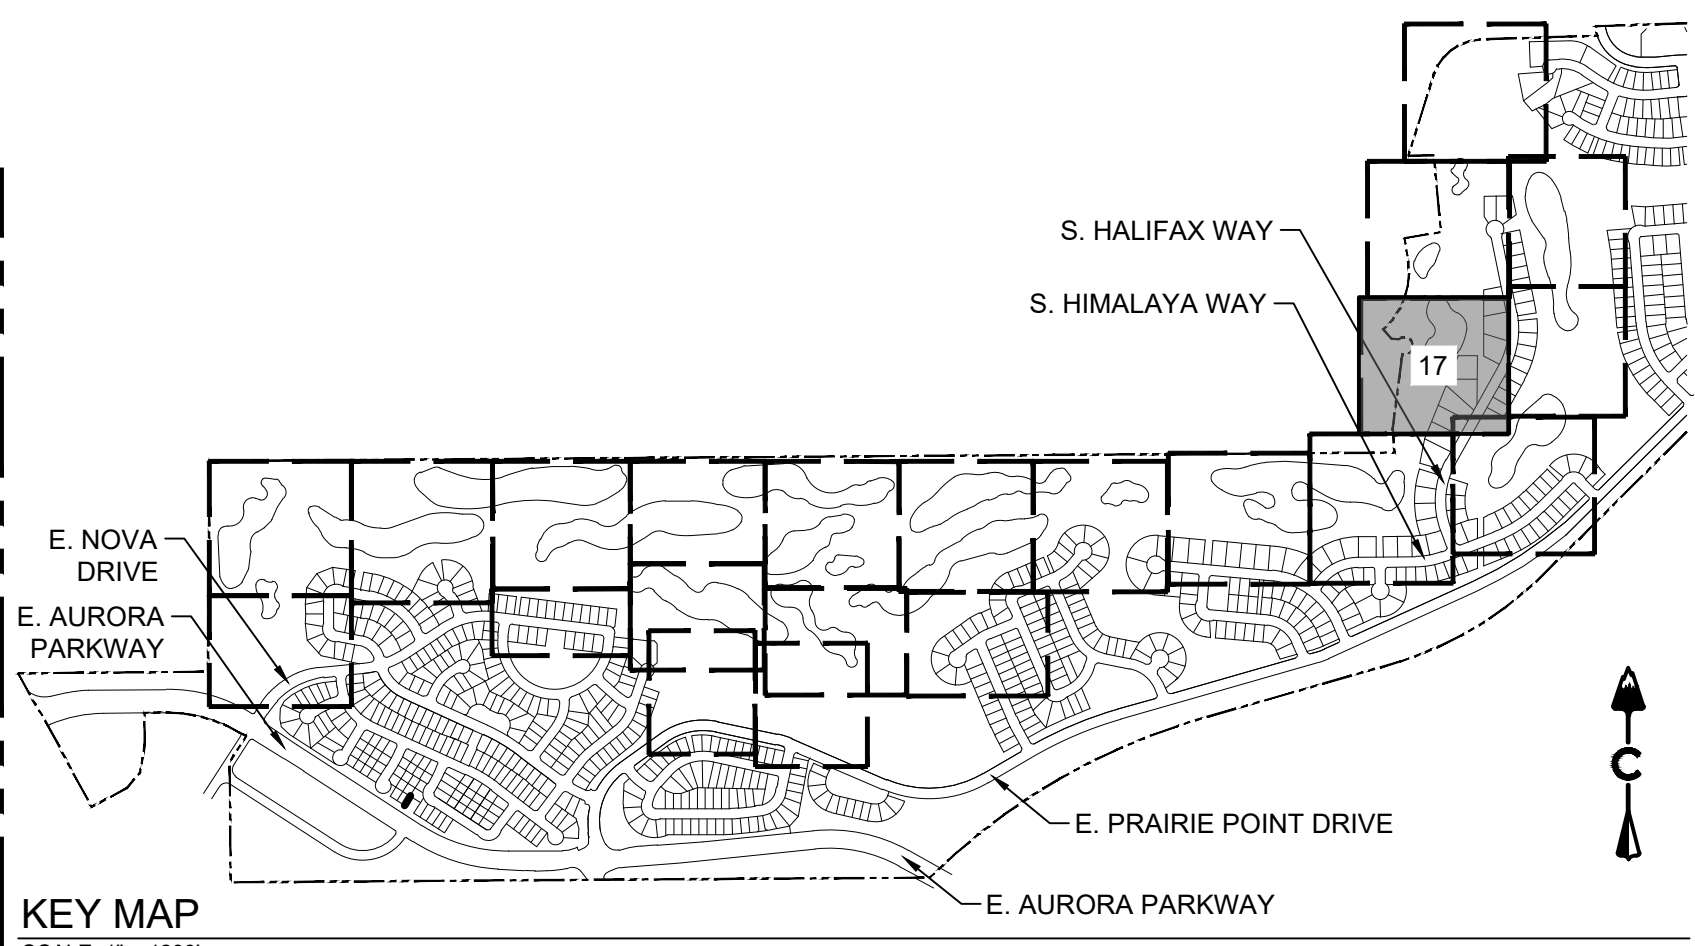 S. HALIFAX WAY
S. HIMALAYA WAY
17
E. NOVA
DRIVE
E. AURORA
PARKWAY
C
E. PRAIRIE POINT DRIVE
E. AURORA PARKWAY
KEY MAP